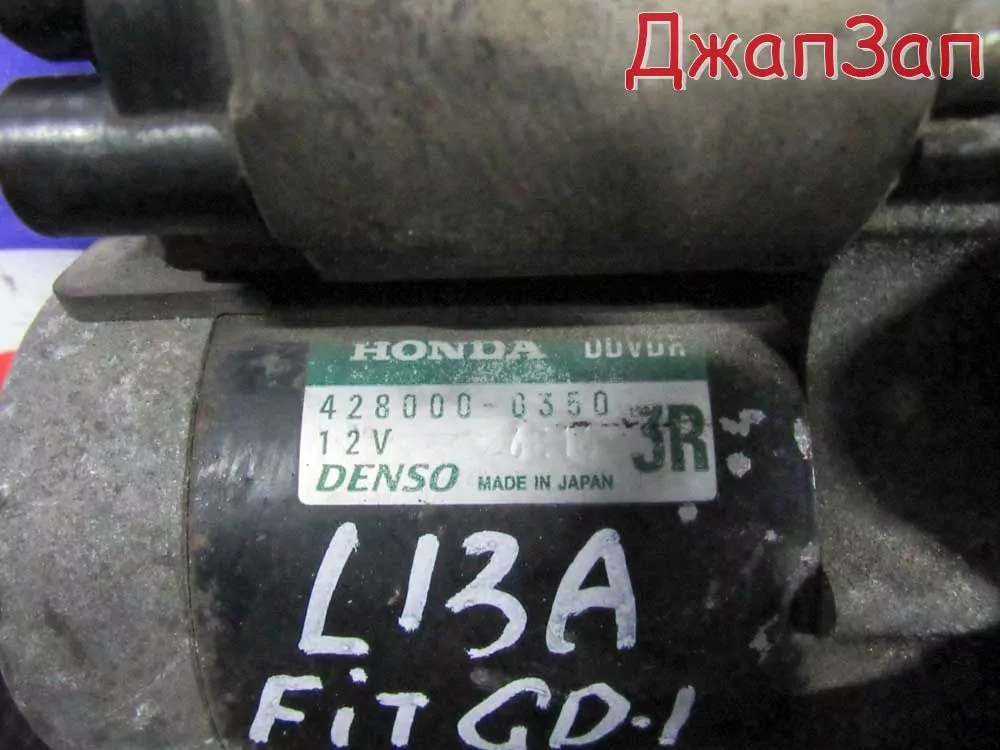 ДжапЗап
HONDA
428000-0350
12V
3R
DENSO MADE IN JAPAN
L13A
FiT GD-1